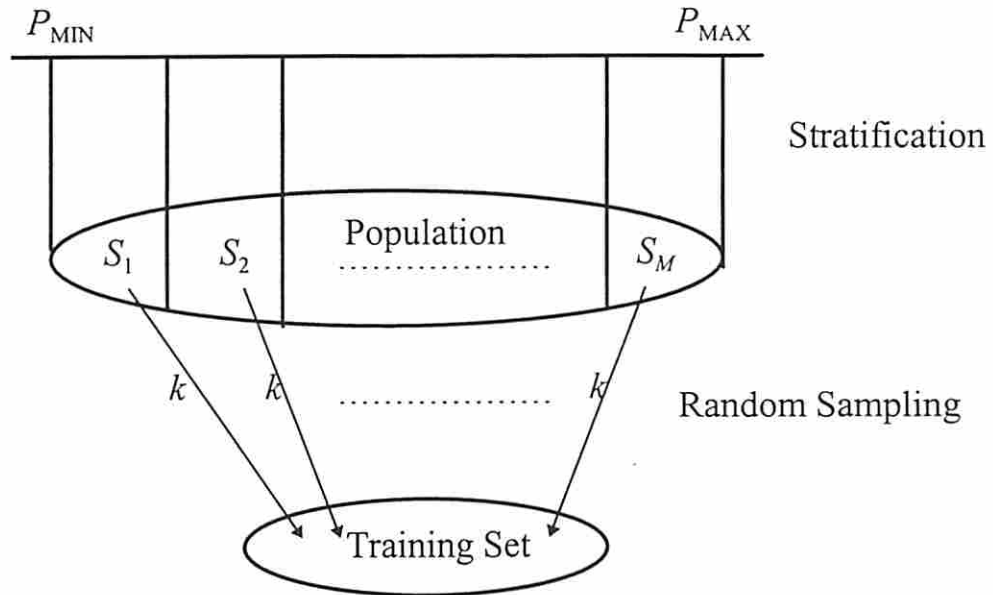 P_MIN P_MAX
Stratification
Population
S_1 S_2 S_M
k k k
Random Sampling
Training Set